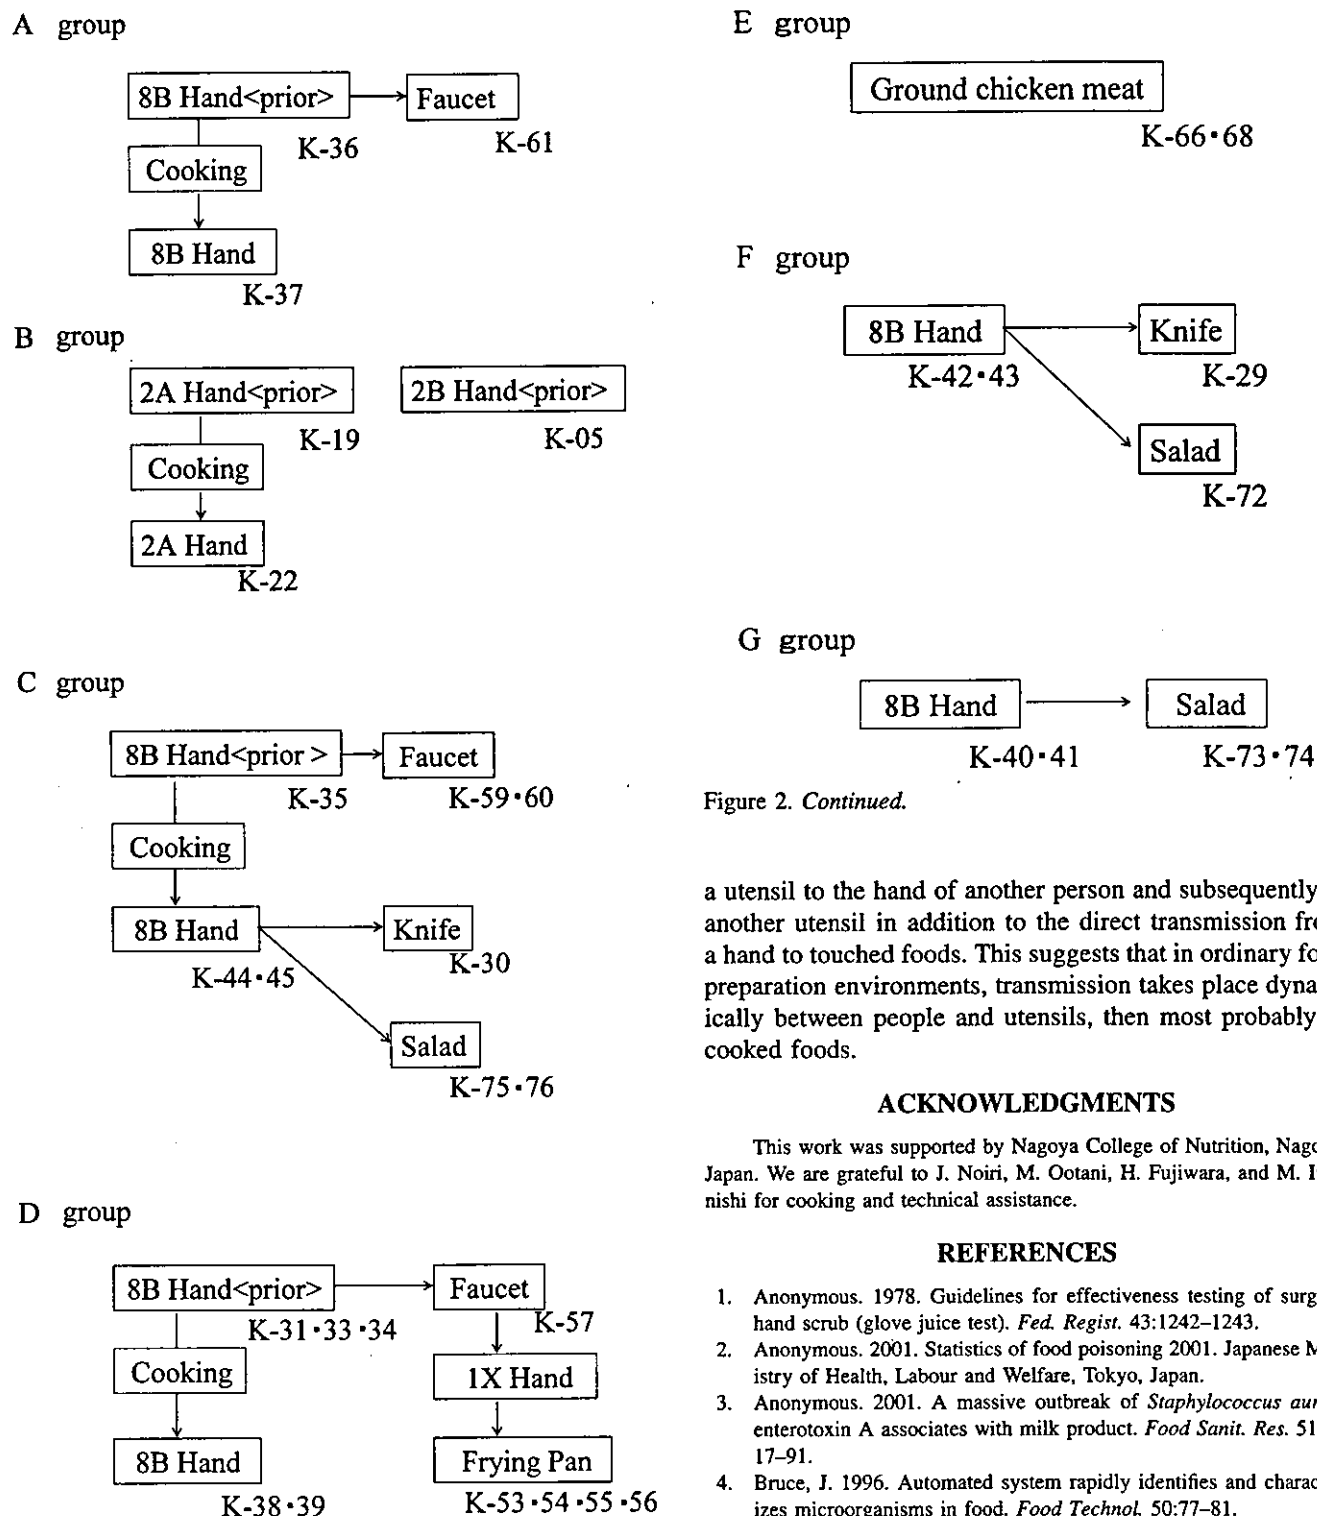 A group
8B Hand<prior>
Faucet
K-36
K-61
Cooking
8B Hand
K-37
B group
2A Hand<prior>
2B Hand<prior>
K-19
K-05
Cooking
2A Hand
K-22
C group
8B Hand<prior >
Faucet
K-35
K-59•60
Cooking
8B Hand
Knife
K-44•45
K-30
Salad
K-75•76
D group
8B Hand<prior>
Faucet
K-31•33•34
K-57
Cooking
1X Hand
8B Hand
Frying Pan
K-38•39
K-53•54•55•56
E group
Ground chicken meat
K-66•68
F group
8B Hand
Knife
K-42•43
K-29
Salad
K-72
G group
8B Hand
Salad
K-40•41
K-73•74
Figure 2. Continued.
a utensil to the hand of another person and subsequently
another utensil in addition to the direct transmission fr
a hand to touched foods. This suggests that in ordinary fo
preparation environments, transmission takes place dyna
ically between people and utensils, then most probably
cooked foods.
ACKNOWLEDGMENTS
This work was supported by Nagoya College of Nutrition, Nago
Japan. We are grateful to J. Noiri, M. Ootani, H. Fujiwara, and M. I
nishi for cooking and technical assistance.
REFERENCES
1. Anonymous. 1978. Guidelines for effectiveness testing of surg
hand scrub (glove juice test). Fed. Regist. 43:1242–1243.
2. Anonymous. 2001. Statistics of food poisoning 2001. Japanese M
istry of Health, Labour and Welfare, Tokyo, Japan.
3. Anonymous. 2001. A massive outbreak of Staphylococcus aur
enterotoxin A associates with milk product. Food Sanit. Res. 51
17–91.
4. Bruce, J. 1996. Automated system rapidly identifies and charac
izes microorganisms in food. Food Technol. 50:77–81.